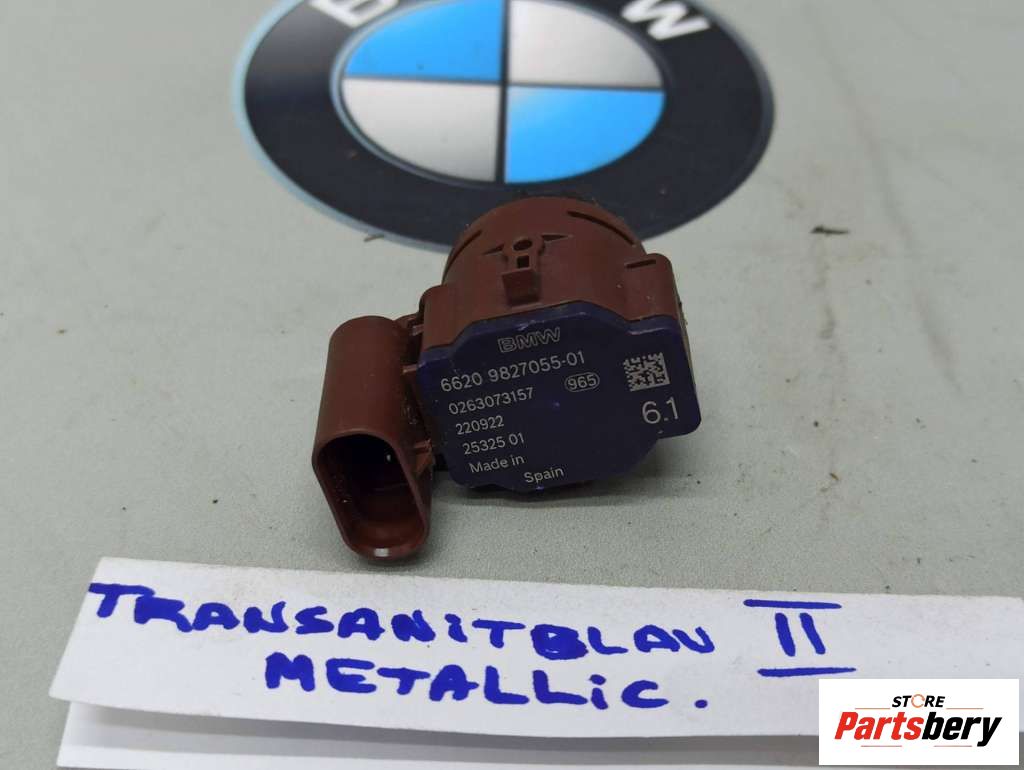 B W
BMW
6620 9827055-01
0263073157 965
220922
25325 01 6.1
Made in
Spain
TRANSANITBLAU II
METALLIC.
STORE
Partsbery